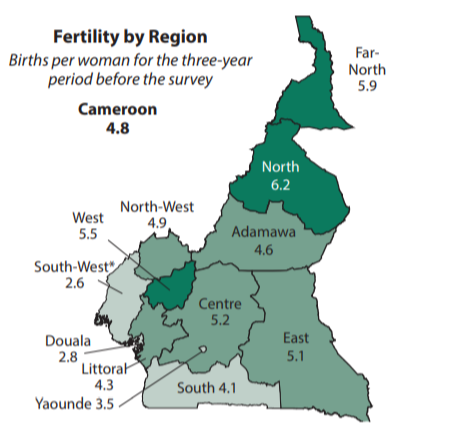 Fertility by Region
Births per woman for the three-year
period before the survey
Cameroon
4.8
Far-
North
5.9
North
6.2
North-West
4.9
West
5.5
Adamawa
4.6
South-West*
2.6
Centre
5.2
East
5.1
Douala
2.8
Littoral
4.3
South 4.1
Yaounde 3.5